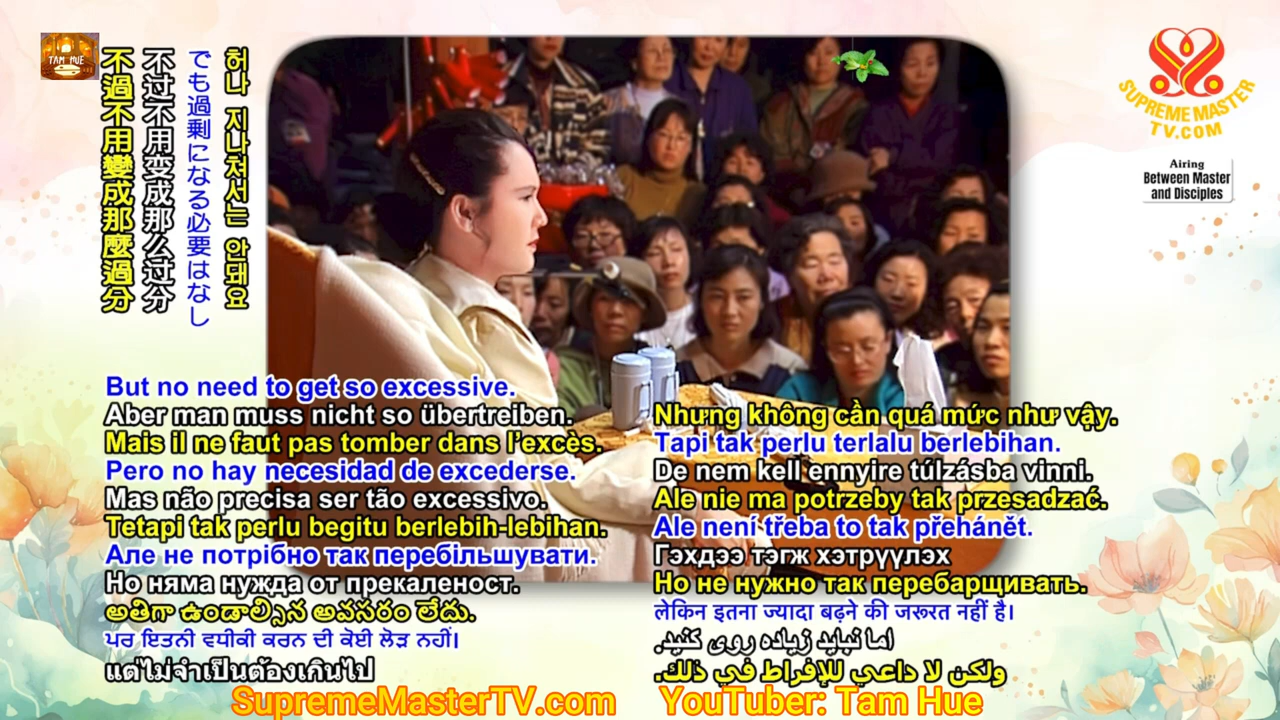 TAM HUE
不過不用變成那麼過分
不过不用变成那么过分
でも過剰になる必要はなし
허나 지나쳐서는 안돼요
SUPREME MASTER
TV.COM
Airing
Between Master
and Disciples
But no need to get so excessive.
Aber man muss nicht so übertreiben.
Mais il ne faut pas tomber dans l'excès.
Pero no hay necesidad de excederse.
Mas não precisa ser tão excessivo.
Tetapi tak perlu begitu berlebih-lebihan.
Але не потрібно так перебільшувати.
Но няма нужда от прекаленост.
అతిగా ఉండాల్సిన అవసరం లేదు.
ਪਰ ਇਤਨੀ ਵਧੀਕੀ ਕਰਨ ਦੀ ਕੋਈ ਲੋੜ ਨਹੀਂ।
แต่ไม่จำเป็นต้องเกินไป
Nhưng không cần quá mức như vậy.
Tapi tak perlu terlalu berlebihan.
De nem kell ennyire túlzásba vinni.
Ale nie ma potrzeby tak przesadzać.
Ale není třeba to tak přehánět.
Гэхдээ тэгж хэтрүүлэх
Но не нужно так перебарщивать.
लेकिन इतना ज्यादा बढ़ने की जरूरत नहीं है।
اما نباید زیاده روی کنید.
ولكن لا داعي للإفراط في ذلك.
SupremeMasterTV.com
YouTuber: Tam Hue